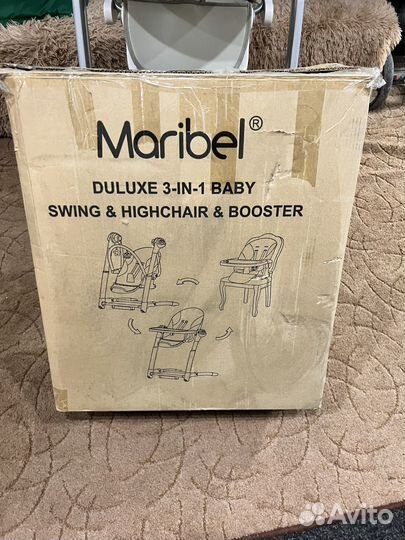 Maribel®
DULUXE 3-IN-1 BABY
SWING & HIGHCHAIR & BOOSTER
Avito